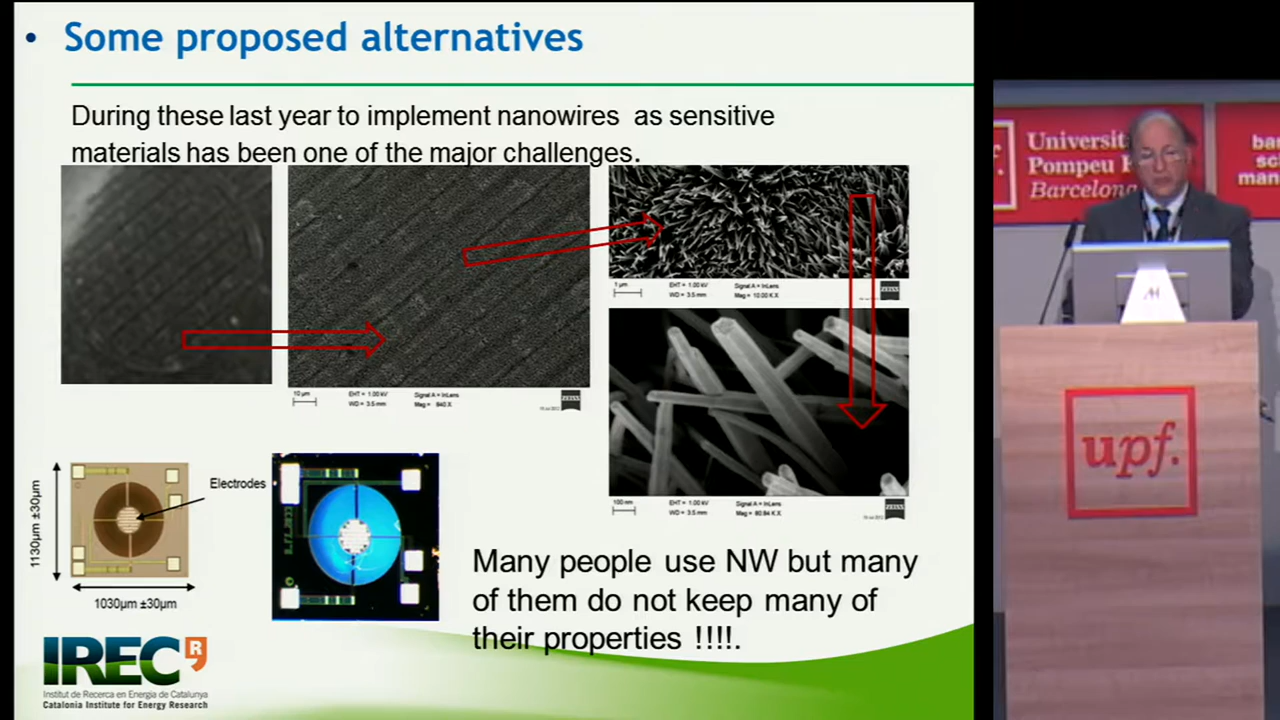 • Some proposed alternatives
During these last year to implement nanowires as sensitive
materials has been one of the major challenges.
10 µm
EHT = 1.00 kV
WD = 3.5 mm
Signal A = InLens
Mag = 940 X
ZEISS
1 µm
EHT = 1.00 kV
WD = 3.5 mm
Signal A = InLens
Mag = 10.00 K X
ZEISS
100 nm
EHT = 1.00 kV
WD = 3.5 mm
Signal A = InLens
Mag = 60.94 K X
ZEISS
Electrodes
1130µm ±30µm
1030µm ±30µm
Many people use NW but many
of them do not keep many of
their properties !!!!.
IREC R
Institut de Recerca en Energia de Catalunya
Catalonia Institute for Energy Research
Universit
Pompeu F
Barcelona
upf.